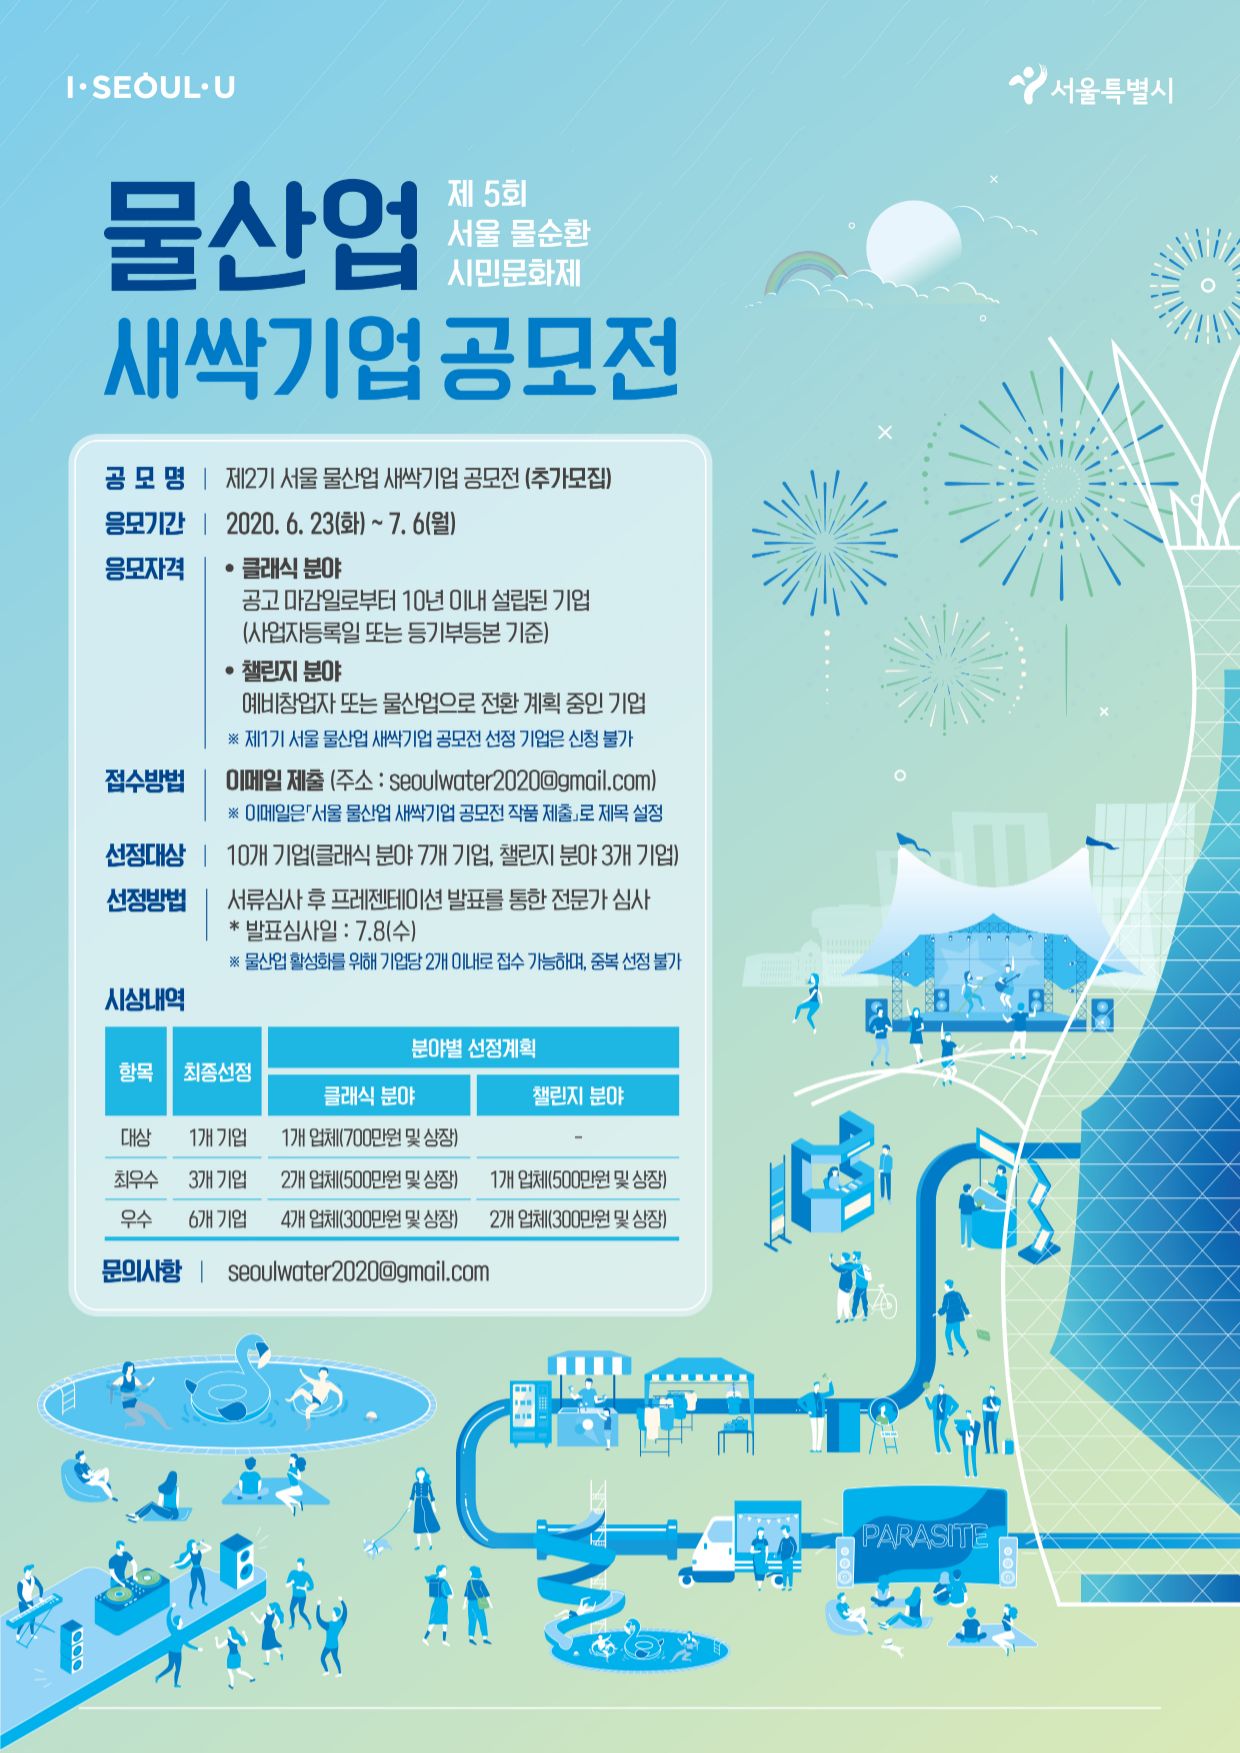 I·SEOUL·U
서울특별시
물산업
제 5회
서울 물순환
시민문화제
새싹기업 공모전
공 모 명 | 제2기 서울 물산업 새싹기업 공모전 (추가모집)
응모기간 | 2020. 6. 23(화) ~ 7. 6(월)
응모자격 | • 클래식 분야
공고 마감일로부터 10년 이내 설립된 기업
(사업자등록일 또는 등기부등본 기준)
• 챌린지 분야
예비창업자 또는 물산업으로 전환 계획 중인 기업
※ 제1기 서울 물산업 새싹기업 공모전 선정 기업은 신청 불가
접수방법 | 이메일 제출 (주소 : seoulwater2020@gmail.com)
※ 이메일은「서울 물산업 새싹기업 공모전 작품 제출」로 제목 설정
선정대상 | 10개 기업(클래식 분야 7개 기업, 챌린지 분야 3개 기업)
선정방법 | 서류심사 후 프레젠테이션 발표를 통한 전문가 심사
* 발표심사일 : 7.8(수)
※ 물산업 활성화를 위해 기업당 2개 이내로 접수 가능하며, 중복 선정 불가
시상내역
항목 최종선정 분야별 선정계획
클래식 분야 챌린지 분야
대상 1개 기업 1개 업체(700만원 및 상장) -
최우수 3개 기업 2개 업체(500만원 및 상장) 1개 업체(500만원 및 상장)
우수 6개 기업 4개 업체(300만원 및 상장) 2개 업체(300만원 및 상장)
문의사항 | seoulwater2020@gmail.com
PARASITE